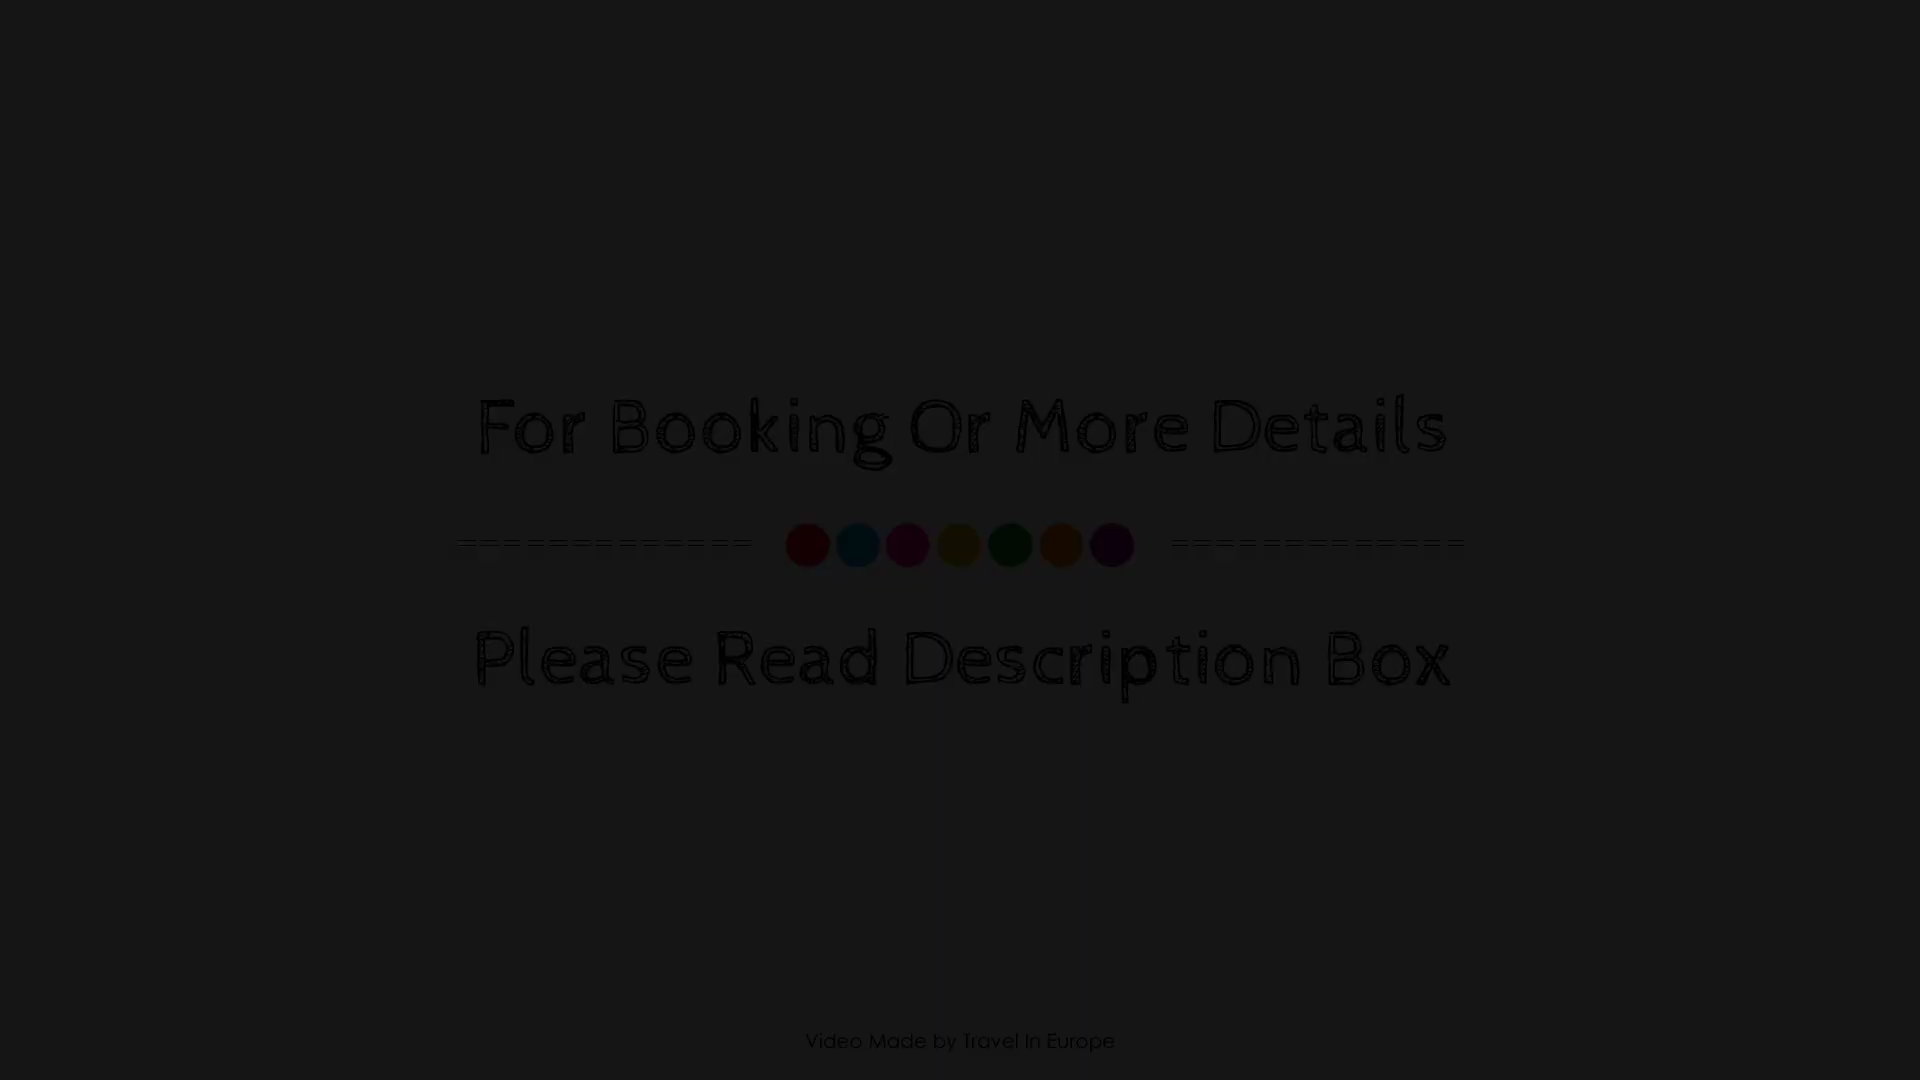 For Booking Or More Details
============= =============
Please Read Description Box
Video Made by Travel In Europe